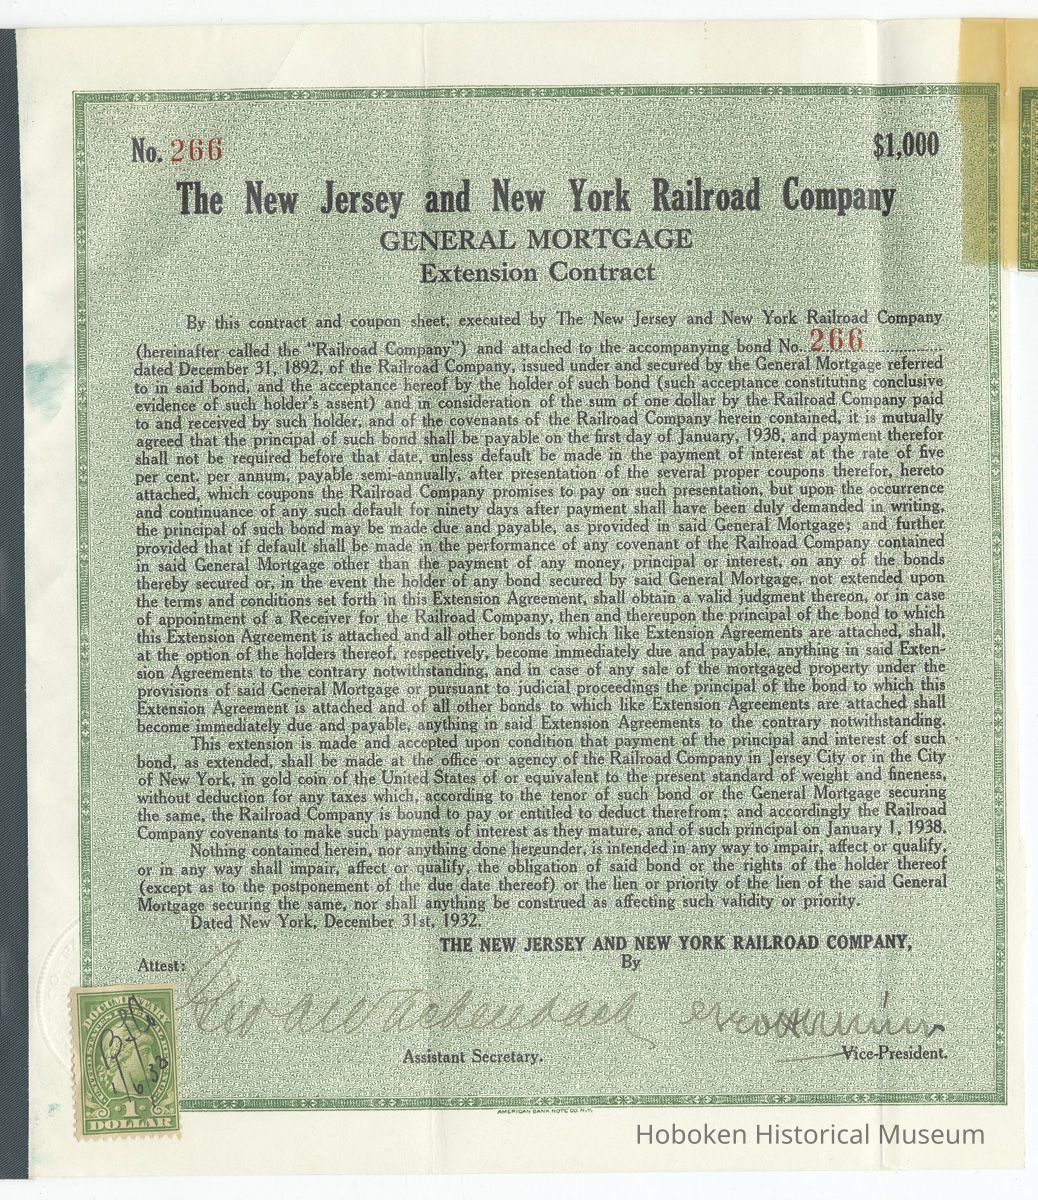 No. 266
$1,000
The New Jersey and New York Railroad Company
GENERAL MORTGAGE
Extension Contract
By this contract and coupon sheet, executed by The New Jersey and New York Railroad Company
(hereinafter called the "Railroad Company") and attached to the accompanying bond No. 266
dated December 31, 1892, of the Railroad Company, issued under and secured by the General Mortgage referred
to in said bond, and the acceptance hereof by the holder of such bond (such acceptance constituting conclusive
evidence of such holder's assent) and in consideration of the sum of one dollar by the Railroad Company paid
to and received by such holder, and of the covenants of the Railroad Company herein contained, it is mutually
agreed that the principal of such bond shall be payable on the first day of January, 1938, and payment therefor
shall not be required before that date, unless default be made in the payment of interest at the rate of five
per cent. per annum, payable semi-annually, after presentation of the several proper coupons therefor, hereto
attached, which coupons the Railroad Company promises to pay on such presentation, but upon the occurrence
and continuance of any such default for ninety days after payment shall have been duly demanded in writing,
the principal of such bond may be made due and payable, as provided in said General Mortgage; and further
provided that if default shall be made in the performance of any covenant of the Railroad Company contained
in said General Mortgage other than the payment of any money, principal or interest, on any of the bonds
thereby secured or, in the event the holder of any bond secured by said General Mortgage, not extended upon
the terms and conditions set forth in this Extension Agreement, shall obtain a valid judgment thereon, or in case
of appointment of a Receiver for the Railroad Company, then and thereupon the principal of the bond to which
this Extension Agreement is attached and all other bonds to which like Extension Agreements are attached, shall,
at the option of the holders thereof, respectively, become immediately due and payable, anything in said Exten-
sion Agreements to the contrary notwithstanding, and in case of any sale of the mortgaged property under the
provisions of said General Mortgage or pursuant to judicial proceedings the principal of the bond to which this
Extension Agreement is attached and of all other bonds to which like Extension Agreements are attached shall
become immediately due and payable, anything in said Extension Agreements to the contrary notwithstanding.
This extension is made and accepted upon condition that payment of the principal and interest of such
bond, as extended, shall be made at the office or agency of the Railroad Company in Jersey City or in the City
of New York, in gold coin of the United States of or equivalent to the present standard of weight and fineness,
without deduction for any taxes which, according to the tenor of such bond or the General Mortgage securing
the same, the Railroad Company is bound to pay or entitled to deduct therefrom; and accordingly the Railroad
Company covenants to make such payments of interest as they mature, and of such principal on January 1, 1938.
Nothing contained herein, nor anything done hereunder, is intended in any way to impair, affect or qualify,
or in any way shall impair, affect or qualify, the obligation of said bond or the rights of the holder thereof
(except as to the postponement of the due date thereof) or the lien or priority of the lien of the said General
Mortgage securing the same, nor shall anything be construed as affecting such validity or priority.
Dated New York, December 31st, 1932.
THE NEW JERSEY AND NEW YORK RAILROAD COMPANY,
Attest:
By
Assistant Secretary.
Vice-President.
DOCUMENTARY
1
DOLLAR
AMERICAN BANK NOTE CO. N.Y.
Hoboken Historical Museum